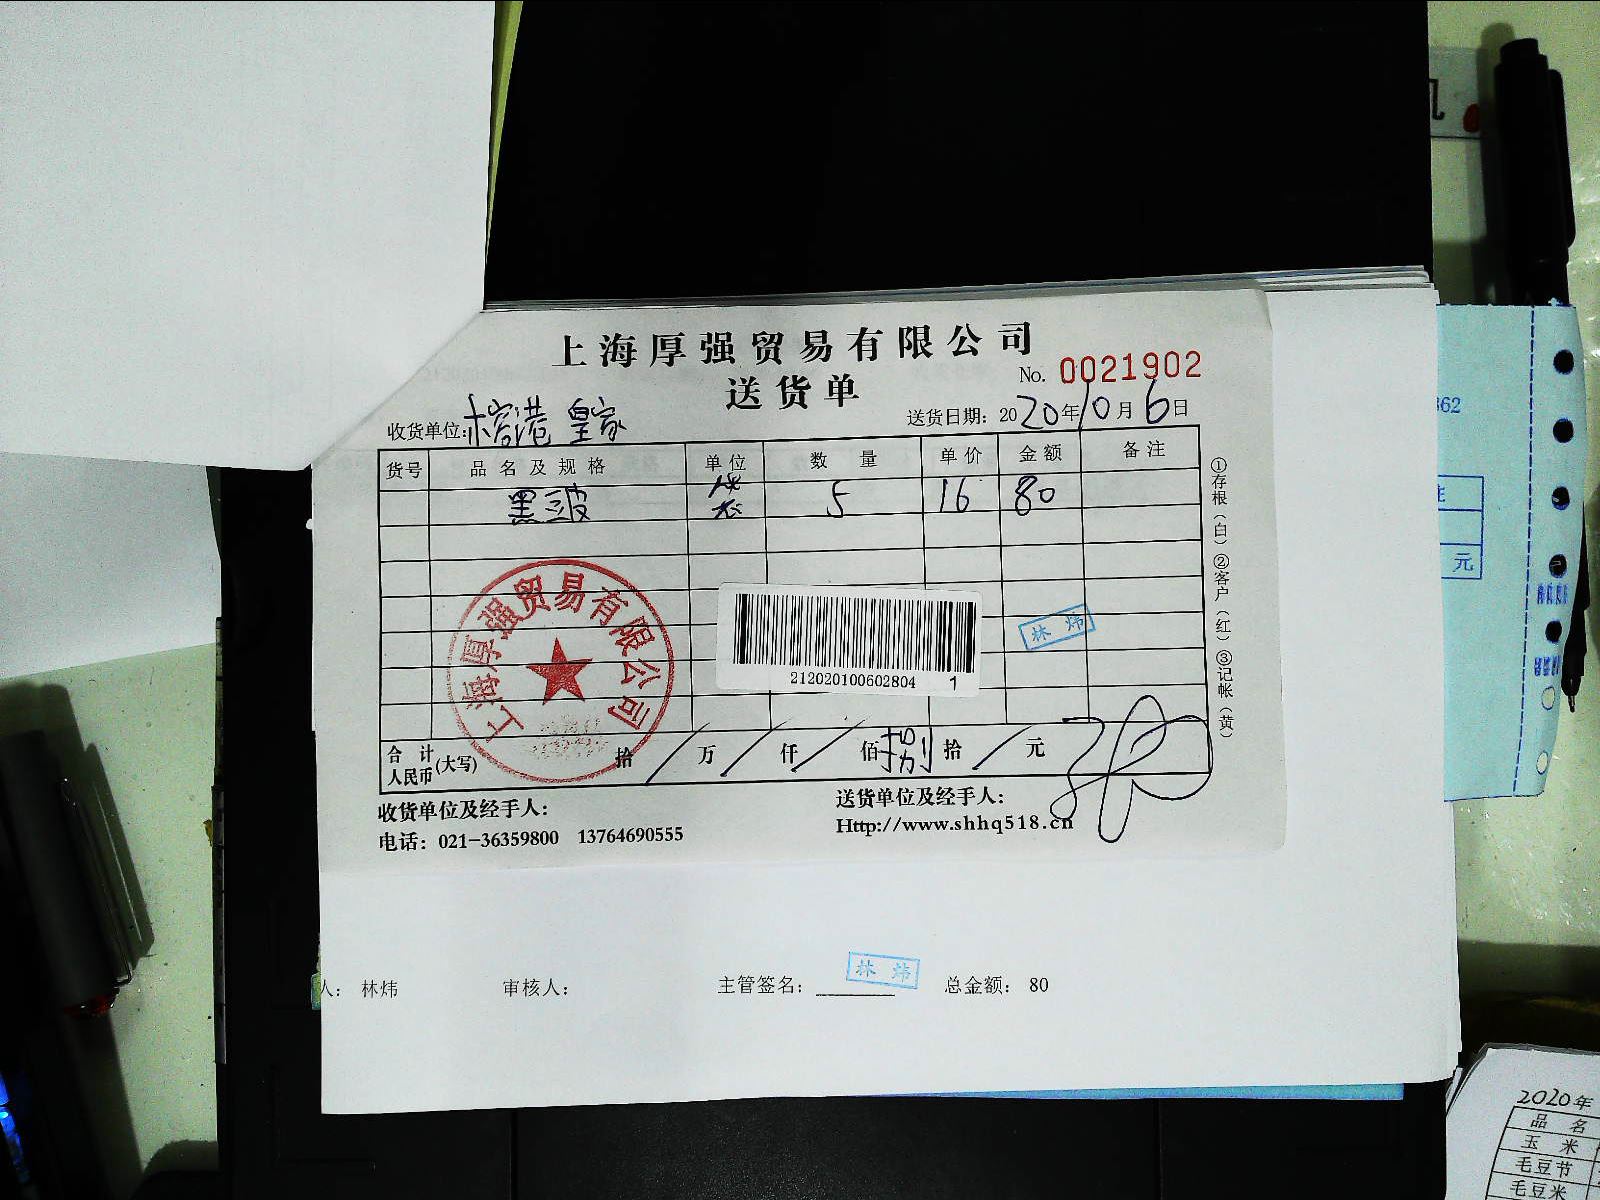 上海厚强贸易有限公司
送货单
No. 0021902
收货单位:榕港 皇家
送货日期: 2020年10月6日
货号 品名及规格 单位 数量 单价 金额 备注
黑三玻 袋 5 16 80
①存根(白)②客户(红)③记帐(黄)
上海厚强贸易有限公司
林炜
212020100602804 1
合计人民币(大写) 拾 / 万 / 仟 / 佰 捌 拾 / 元
收货单位及经手人:
送货单位及经手人:
电话: 021-36359800 13764690555
Http://www.shhq518.cn
人: 林炜 审核人: 主管签名: 林炜 总金额: 80
362
元
2020年
品名
玉米
毛豆节
毛豆米